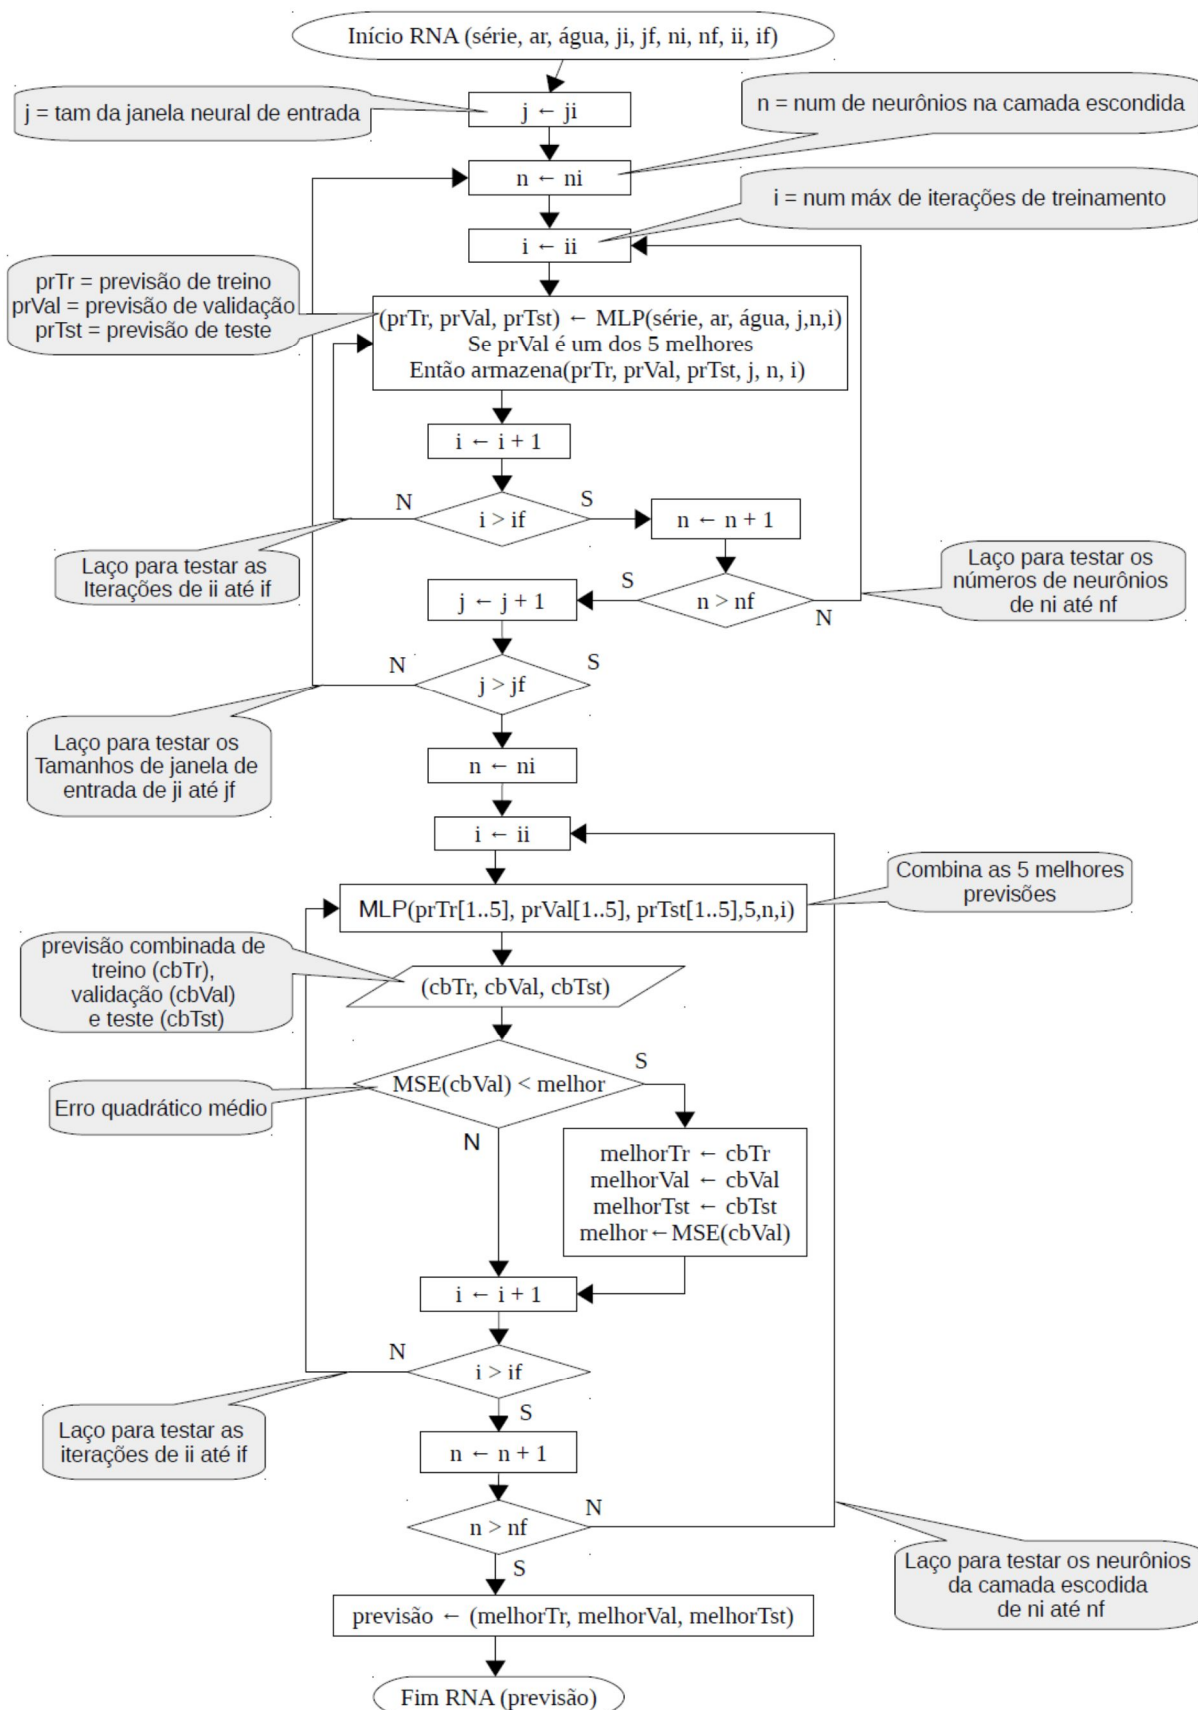 Início RNA (série, ar, água, ji, jf, ni, nf, ii, if)
j = tam da janela neural de entrada
j ← ji
n = num de neurônios na camada escondida
n ← ni
i = num máx de iterações de treinamento
i ← ii
prTr = previsão de treino
prVal = previsão de validação
prTst = previsão de teste
(prTr, prVal, prTst) ← MLP(série, ar, água, j,n,i)
Se prVal é um dos 5 melhores
Então armazena(prTr, prVal, prTst, j, n, i)
i ← i + 1
N
S
i > if
n ← n + 1
Laço para testar as
Iterações de ii até if
Laço para testar os
números de neurônios
de ni até nf
S
j ← j + 1
n > nf
N
N
S
j > jf
Laço para testar os
Tamanhos de janela de
entrada de ji até jf
n ← ni
i ← ii
Combina as 5 melhores
previsões
MLP(prTr[1..5], prVal[1..5], prTst[1..5],5,n,i)
previsão combinada de
treino (cbTr),
validação (cbVal)
e teste (cbTst)
(cbTr, cbVal, cbTst)
S
MSE(cbVal) < melhor
Erro quadrático médio
N
melhorTr ← cbTr
melhorVal ← cbVal
melhorTst ← cbTst
melhor←MSE(cbVal)
i ← i + 1
N
i > if
S
Laço para testar as
iterações de ii até if
n ← n + 1
N
n > nf
S
Laço para testar os neurônios
da camada escodida
de ni até nf
previsão ← (melhorTr, melhorVal, melhorTst)
Fim RNA (previsão)